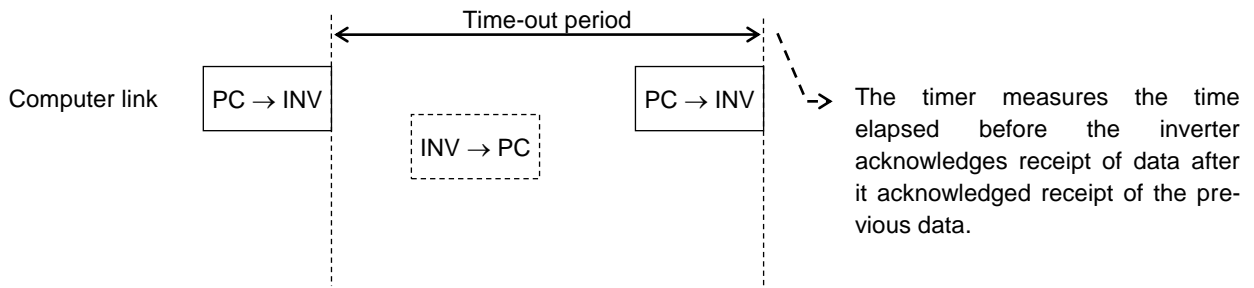 Time-out period
Computer link
PC → INV
PC → INV
INV → PC
The timer measures the time
elapsed before the inverter
acknowledges receipt of data after
it acknowledged receipt of the pre-
vious data.